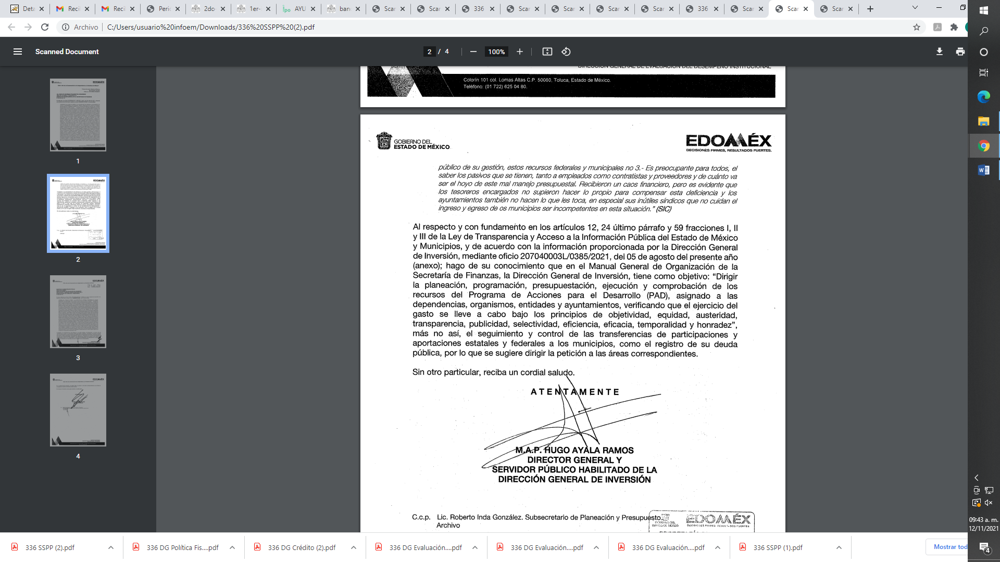 Deta
Recil
Recil
Peric
2do-
1er-
AYU
ban
Scar
Scar
336
Scar
Scar
Scar
Scar
336
Scar
Scar
Scar
Archivo
C:/Users/usuario%20infoem/Downloads/336%20SSPP%20(2).pdf
Scanned Document
2 / 4
100%
1
2
3
4
DIRECCIÓN GENERAL DE EVALUACIÓN DEL DESEMPEÑO INSTITUCIONAL
Colorín 101 col. Lomas Altas C.P. 50060, Toluca, Estado de México.
Teléfono: (01 722) 625 04 80.
GOBIERNO DEL
ESTADO DE MÉXICO
EDOMÉX
DECISIONES FIRMES, RESULTADOS FUERTES.
público de su gestión, estos recursos federales y municipales no 3.- Es preocupante para todos, el
saber los pasivos que se tienen, tanto a empleados como contratistas y proveedores y de cuánto va
ser el hoyo de este mal manejo presupuestal. Recibieron un caos financiero, pero es evidente que
los tesoreros encargados no supieron hacer lo propio para compensar esta deficiencia y los
ayuntamientos también no hacen lo que les toca, en especial sus inútiles síndicos que no cuidan el
ingreso y egreso de os municipios ser incompetentes en esta situación." (SIC)
Al respecto y con fundamento en los artículos 12, 24 último párrafo y 59 fracciones I, II
y III de la Ley de Transparencia y Acceso a la Información Pública del Estado de México
y Municipios, y de acuerdo con la información proporcionada por la Dirección General
de Inversión, mediante oficio 207040003L/0385/2021, del 05 de agosto del presente año
(anexo); hago de su conocimiento que en el Manual General de Organización de la
Secretaría de Finanzas, la Dirección General de Inversión, tiene como objetivo: "Dirigir
la planeación, programación, presupuestación, ejecución y comprobación de los
recursos del Programa de Acciones para el Desarrollo (PAD), asignado a las
dependencias, organismos, entidades y ayuntamientos, verificando que el ejercicio del
gasto se lleve a cabo bajo los principios de objetividad, equidad, austeridad,
transparencia, publicidad, selectividad, eficiencia, eficacia, temporalidad y honradez",
más no así, el seguimiento y control de las transferencias de participaciones y
aportaciones estatales y federales a los municipios, como el registro de su deuda
pública, por lo que se sugiere dirigir la petición a las áreas correspondientes.
Sin otro particular, reciba un cordial saludo.
ATENTAMENTE
M.A.P. HUGO AYALA RAMOS
DIRECTOR GENERAL Y
SERVIDOR PÚBLICO HABILITADO DE LA
DIRECCIÓN GENERAL DE INVERSIÓN
C.c.p. Lic. Roberto Inda González. Subsecretario de Planeación y Presupuesto.
Archivo
GOBIERNO DEL
ESTADO DE MÉXICO
EDOMÉX
DECISIONES FIRMES, RESULTADOS FUERTES
336 SSPP (2).pdf
336 DG Política Fis....pdf
336 DG Crédito (2).pdf
336 DG Evaluación....pdf
336 DG Evaluación....pdf
336 DG Evaluación....pdf
336 SSPP (1).pdf
Mostrar tod
09:43 a. m.
12/11/2021
4